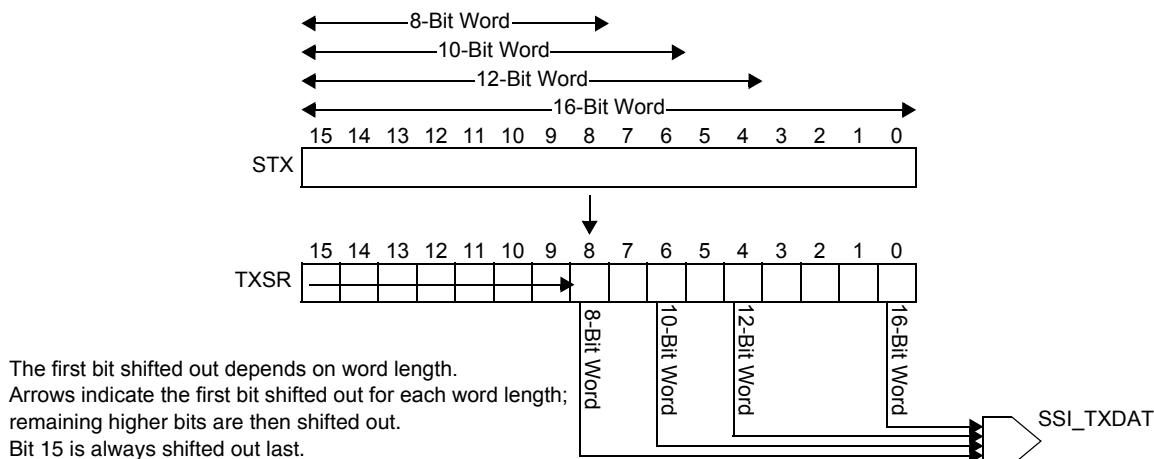 8-Bit Word
10-Bit Word
12-Bit Word
16-Bit Word
15 14 13 12 11 10 9 8 7 6 5 4 3 2 1 0
STX
15 14 13 12 11 10 9 8 7 6 5 4 3 2 1 0
TXSR
8-Bit Word
10-Bit Word
12-Bit Word
16-Bit Word
The first bit shifted out depends on word length.
Arrows indicate the first bit shifted out for each word length;
remaining higher bits are then shifted out.
Bit 15 is always shifted out last.
SSI_TXDAT